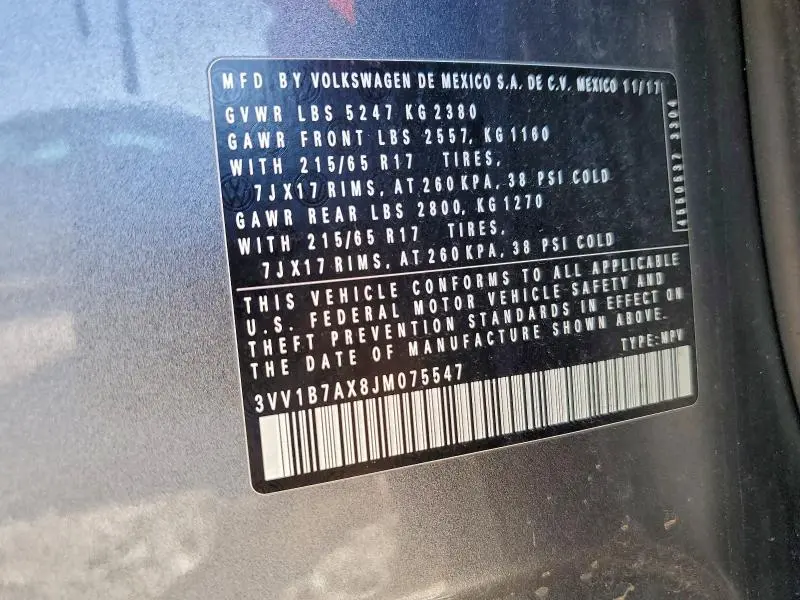 MFD BY VOLKSWAGEN DE MEXICO S.A. DE C.V. MEXICO 11/17
GVWR LBS 5247 KG 2380
GAWR FRONT LBS 2557, KG 1160
WITH 215/65 R17 TIRES,
7JX17 RIMS, AT 260 KPA, 38 PSI COLD
GAWR REAR LBS 2800, KG 1270
WITH 215/65 R17 TIRES,
7JX17 RIMS, AT 260 KPA, 38 PSI COLD
THIS VEHICLE CONFORMS TO ALL APPLICABLE
U.S. FEDERAL MOTOR VEHICLE SAFETY AND
THEFT PREVENTION STANDARDS IN EFFECT ON
THE DATE OF MANUFACTURE SHOWN ABOVE.
TYPE:MPV
3VV1B7AX8JM075547
3304